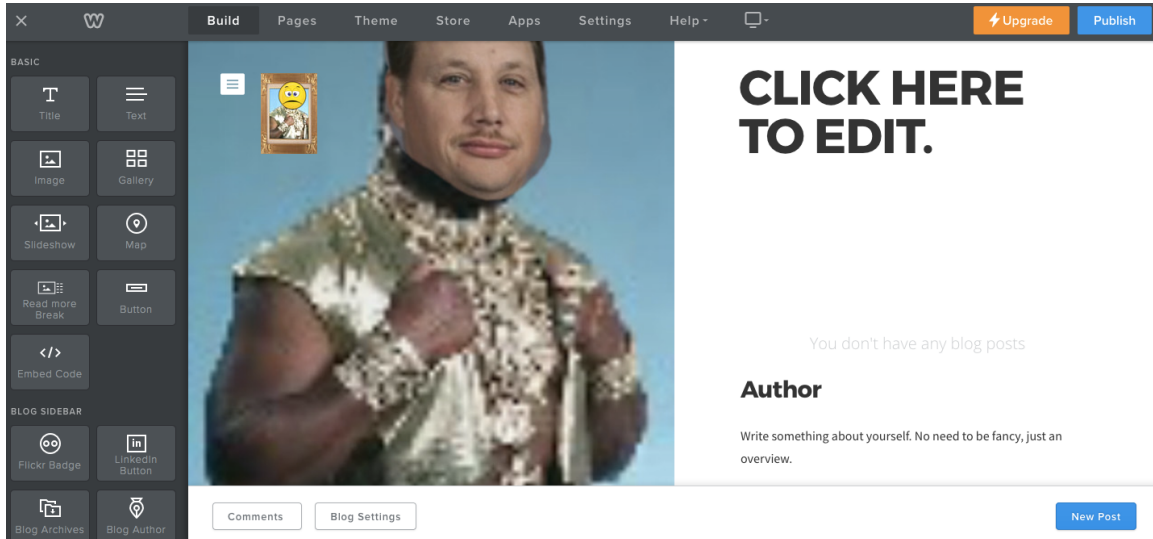 Build Pages Theme Store Apps Settings Help
Upgrade Publish
BASIC
Title
Text
Image
Gallery
Slideshow
Map
Read more
Break
Button
</>
Embed Code
BLOG SIDEBAR
Flickr Badge
in
LinkedIn
Button
Blog Archives
Blog Author
CLICK HERE
TO EDIT.
You don't have any blog posts
Author
Write something about yourself. No need to be fancy, just an
overview.
Comments
Blog Settings
New Post